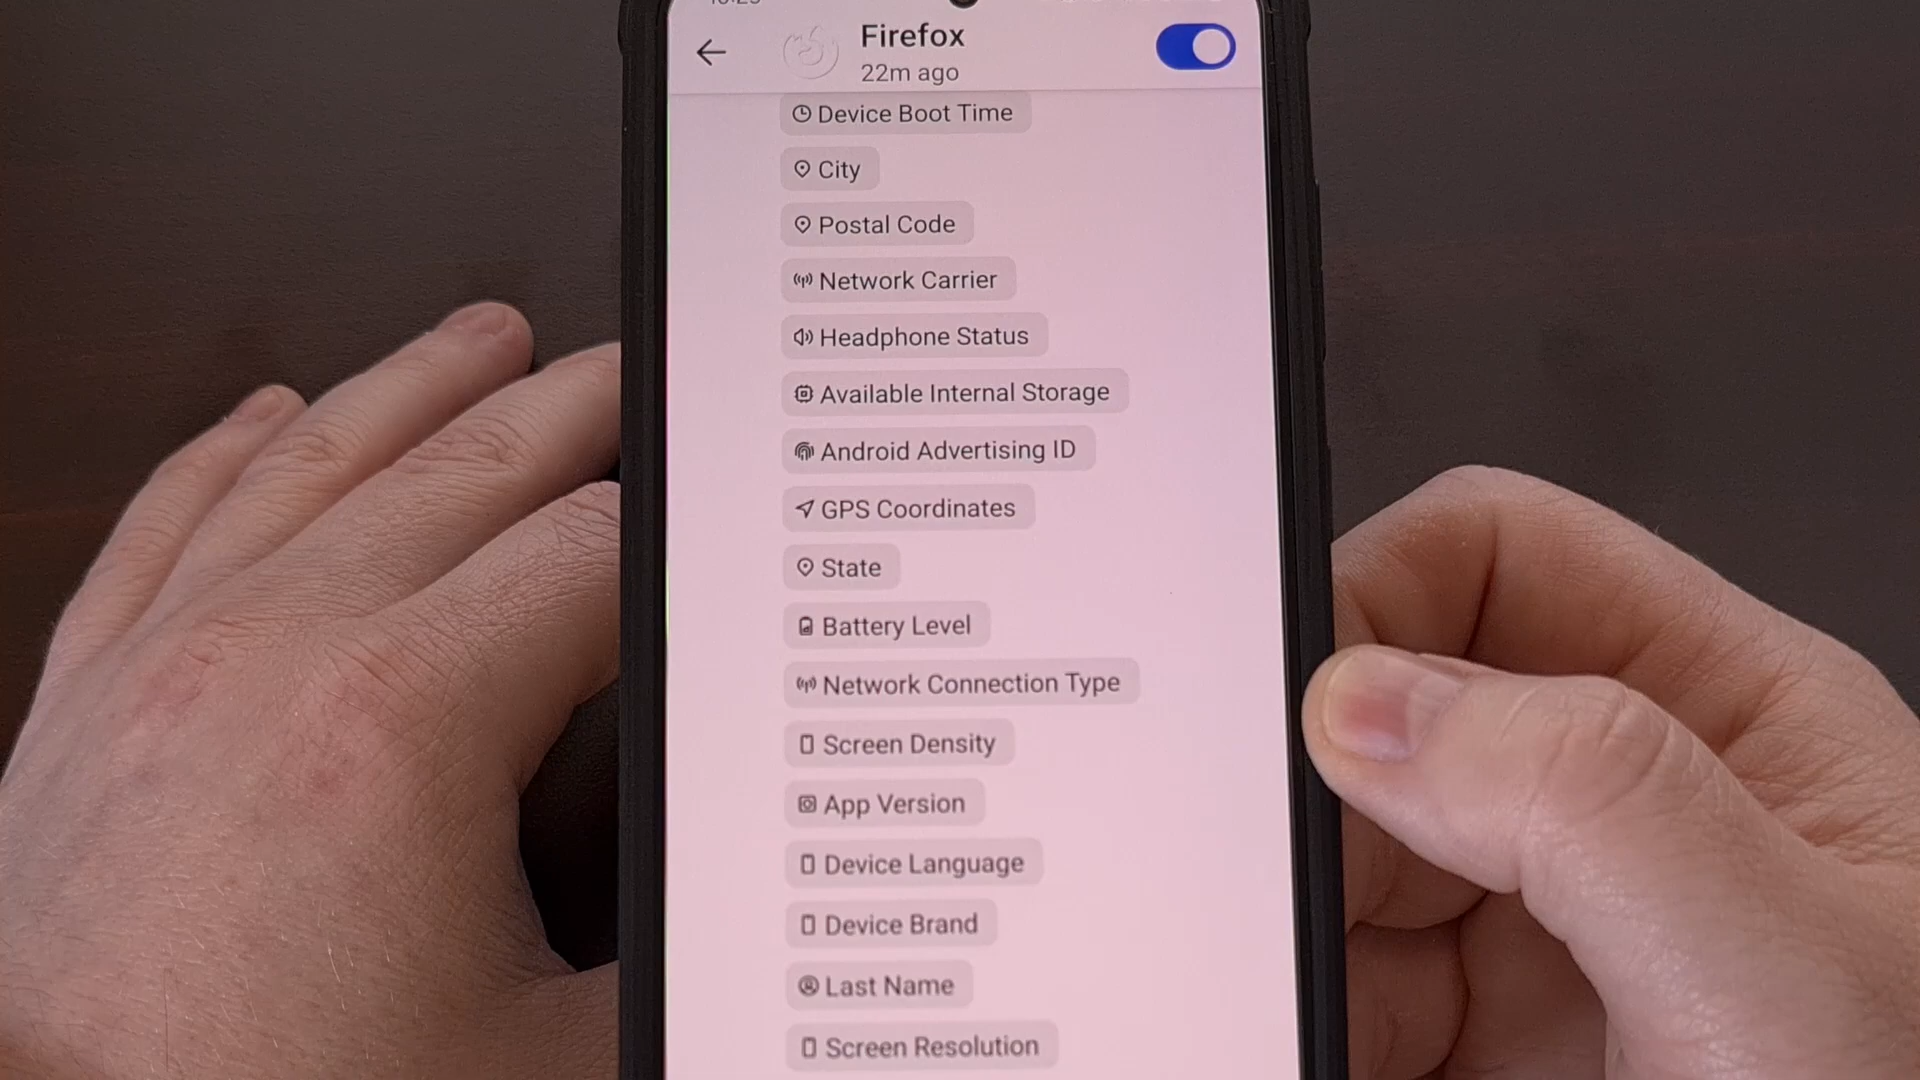 Firefox
22m ago
Device Boot Time
City
Postal Code
Network Carrier
Headphone Status
Available Internal Storage
Android Advertising ID
GPS Coordinates
State
Battery Level
Network Connection Type
Screen Density
App Version
Device Language
Device Brand
Last Name
Screen Resolution